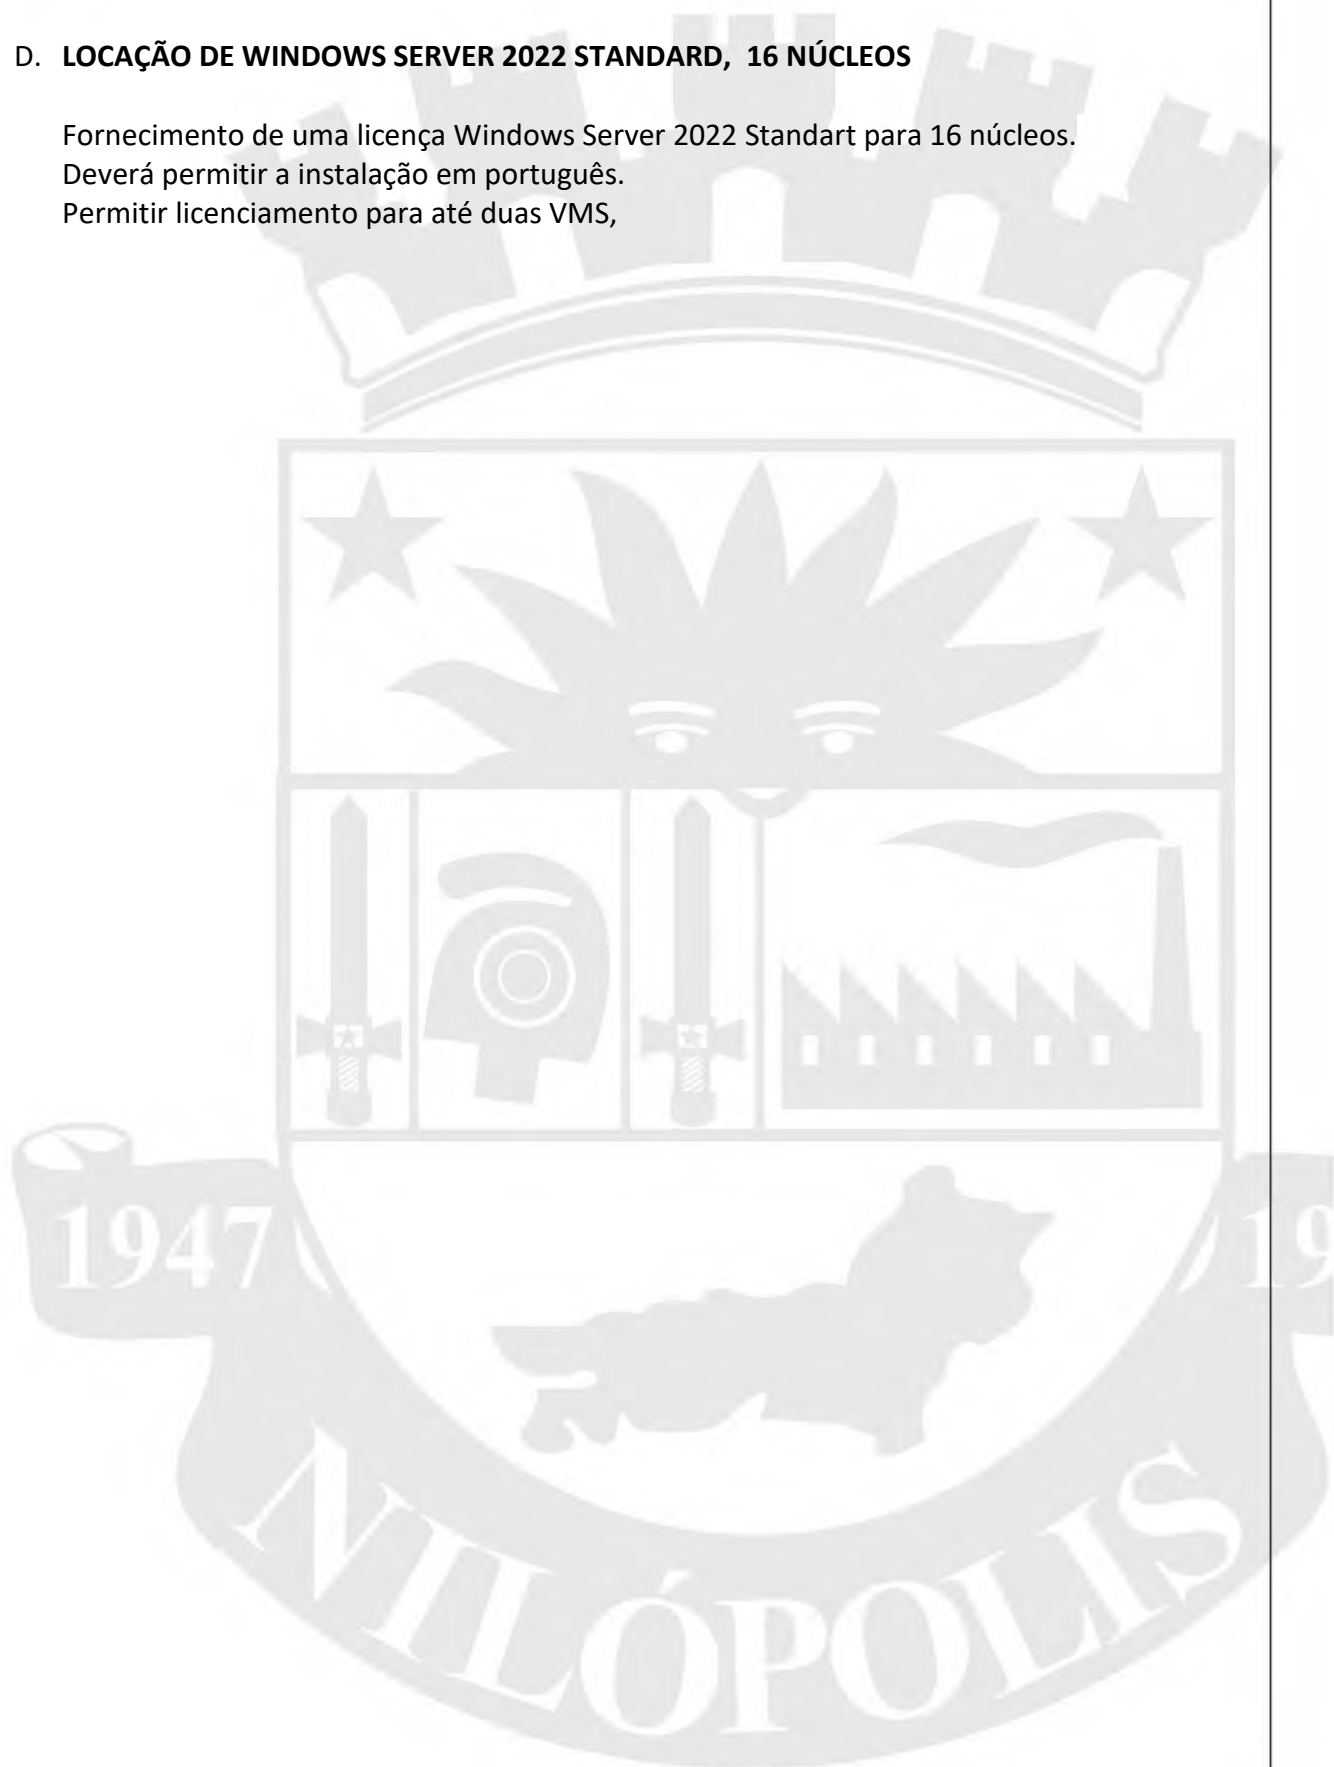 D. LOCAÇÃO DE WINDOWS SERVER 2022 STANDARD, 16 NÚCLEOS
Fornecimento de uma licença Windows Server 2022 Standart para 16 núcleos.
Deverá permitir a instalação em português.
Permitir licenciamento para até duas VMS,
1947
19
NILÓPOLIS